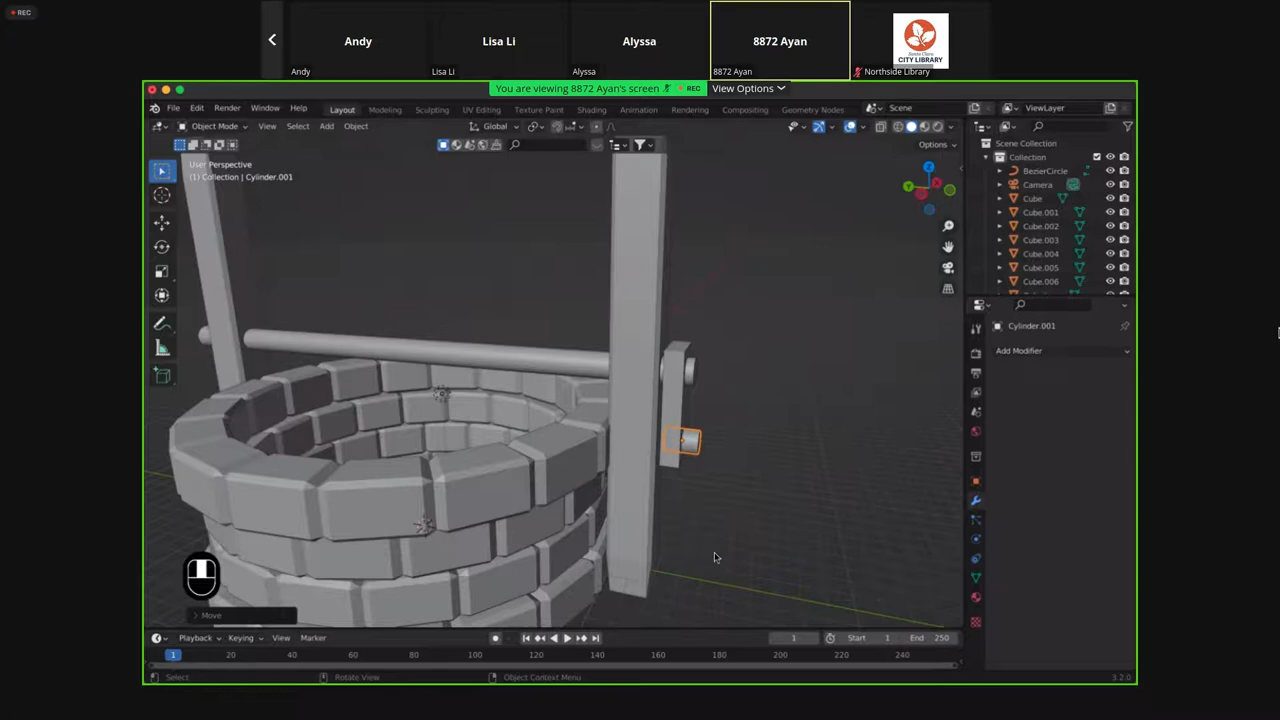 REC
Andy
Lisa Li
Alyssa
8872 Ayan
CITY LIBRARY
Andy
Lisa Li
Alyssa
8872 Ayan
Northside Library
You are viewing 8872 Ayan's screen
REC
View Options
File Edit Render Window Help
Layout Modeling Sculpting UV Editing Texture Paint Shading Animation Rendering Compositing Geometry Nodes
Scene
ViewLayer
Object Mode View Select Add Object
Global
Options
User Perspective
(1) Collection | Cylinder.001
Scene Collection
Collection
BezierCircle
Camera
Cube
Cube.001
Cube.002
Cube.003
Cube.004
Cube.005
Cube.006
Cylinder.001
Add Modifier
Move
Playback Keying View Marker
1
Start 1
End 250
1 20 40 60 80 100 120 140 160 180 200 220 240
Select
Rotate View
Object Context Menu
3.2.0